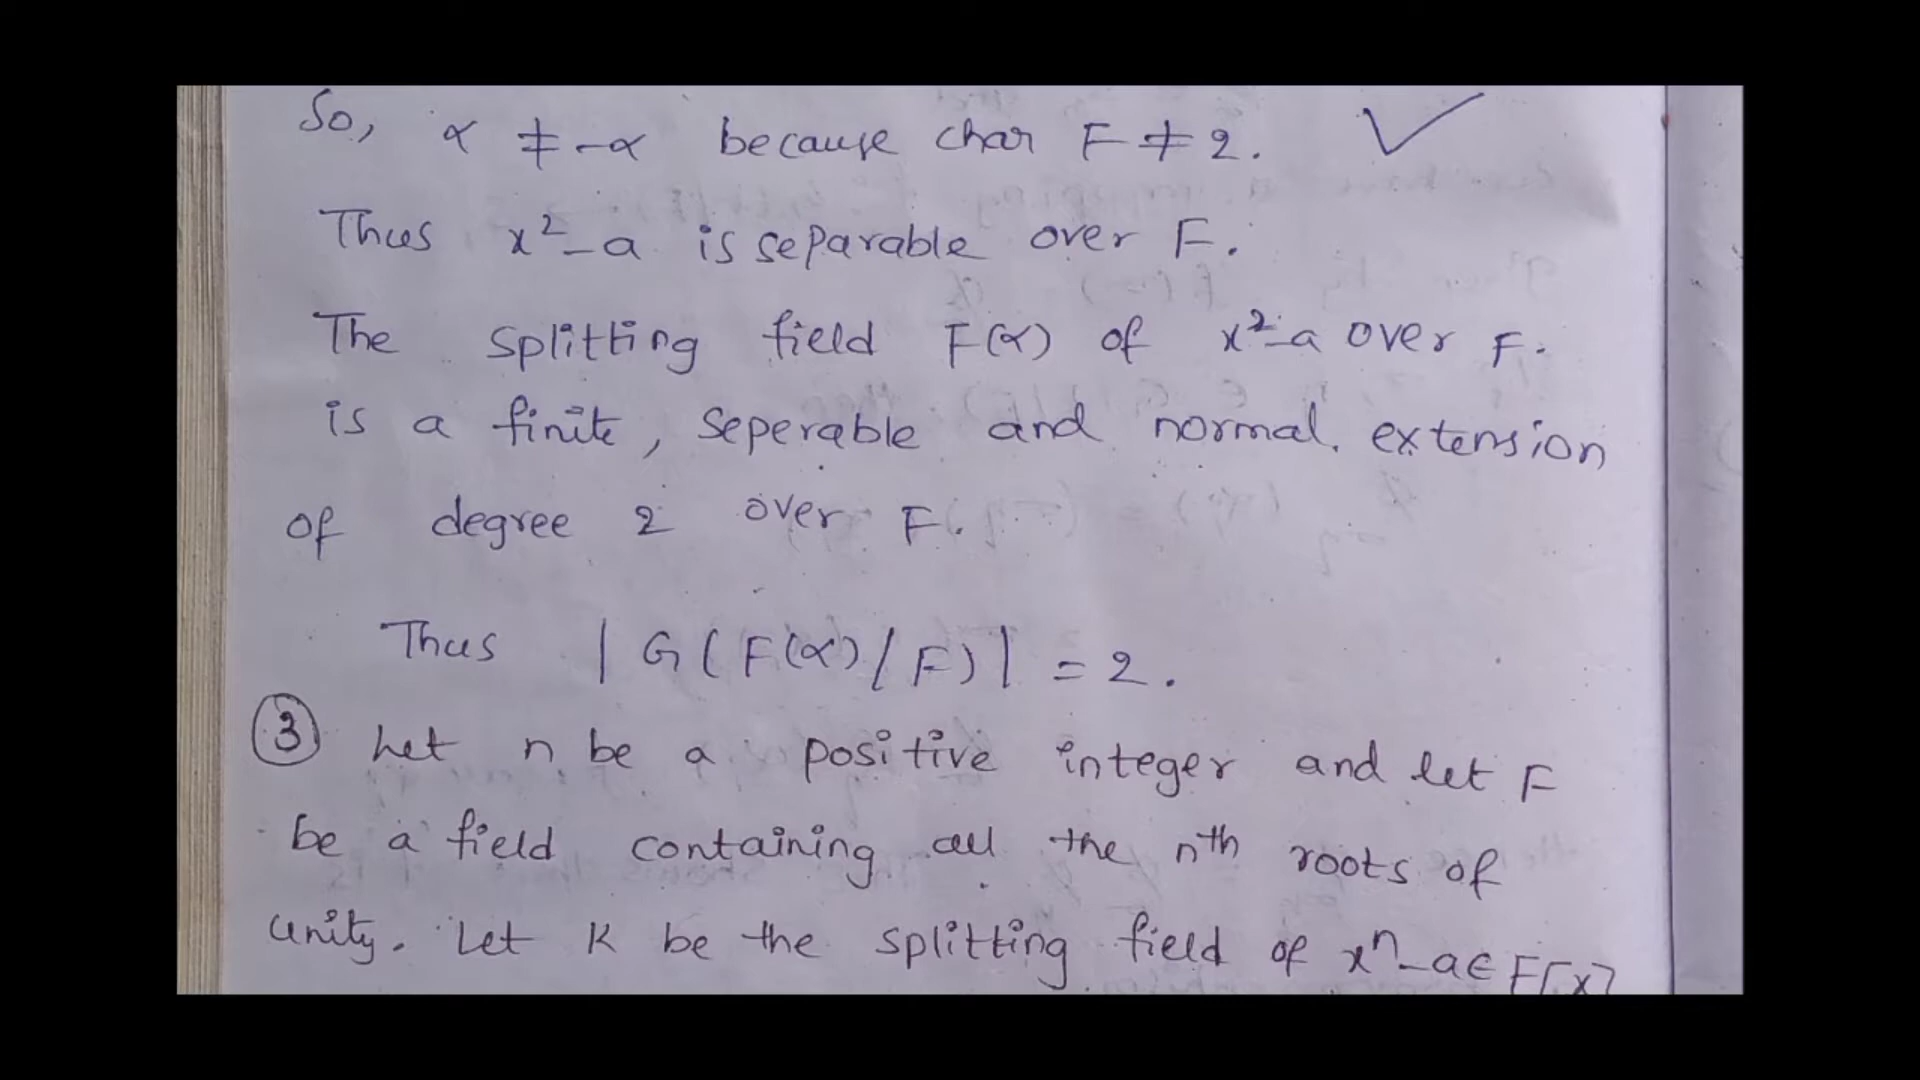 So, α ≠ -α because char F ≠ 2.
Thus x²-a is separable over F.
The splitting field F(α) of x²-a over F.
is a finite, seperable and normal extension
of degree 2 over F.
Thus |G(F(α)/F)| = 2.
③ Let n be a positive integer and let F
be a field containing all the nth roots of
unity. Let K be the splitting field of xⁿ-a∈ F[x]